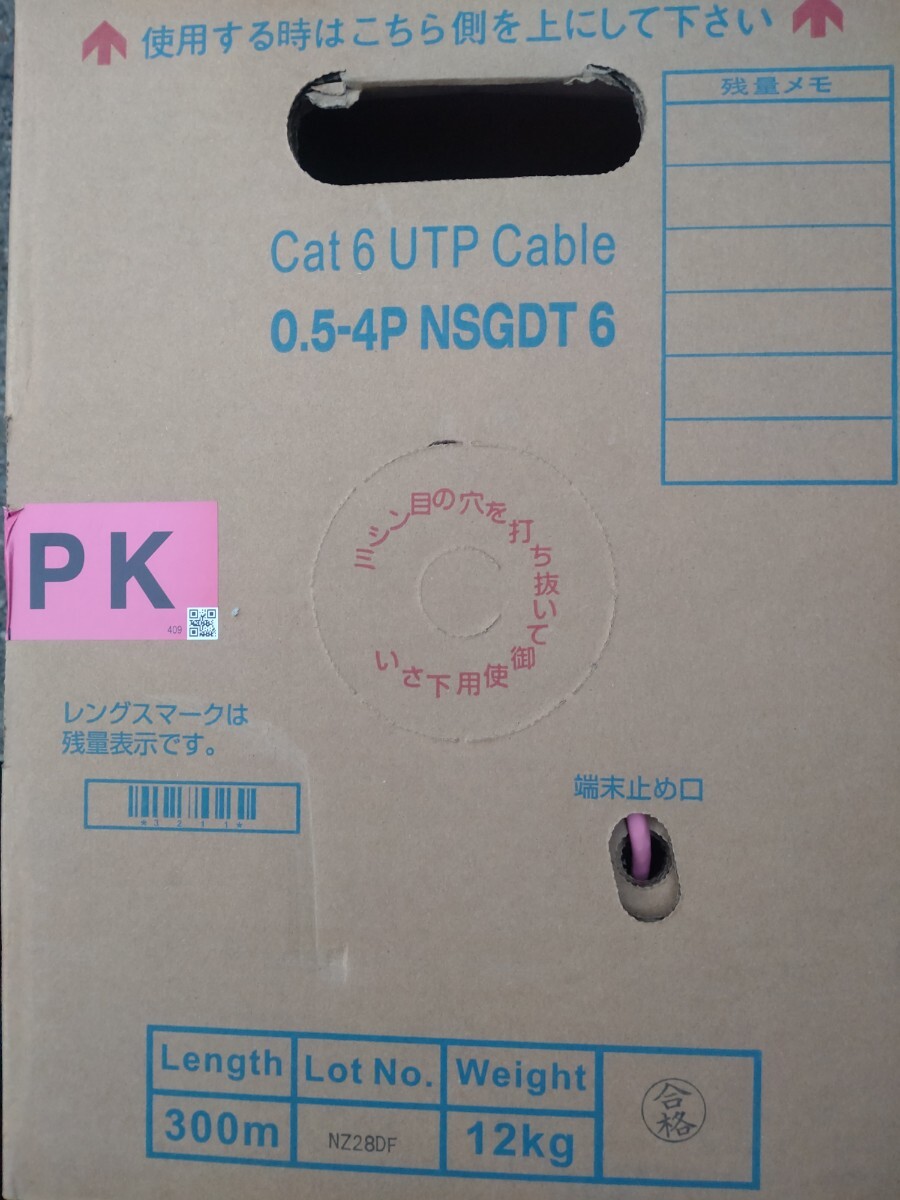 使用する時はこちら側を上にして下さい
残量メモ
Cat 6 UTP Cable
0.5-4P NSGDT 6
ミシン目の穴を打ち抜いて御使用下さい
PK
409
レングスマークは
残量表示です。
*3211*
端末止め口
Length Lot No. Weight
300m NZ28DF 12kg
合格